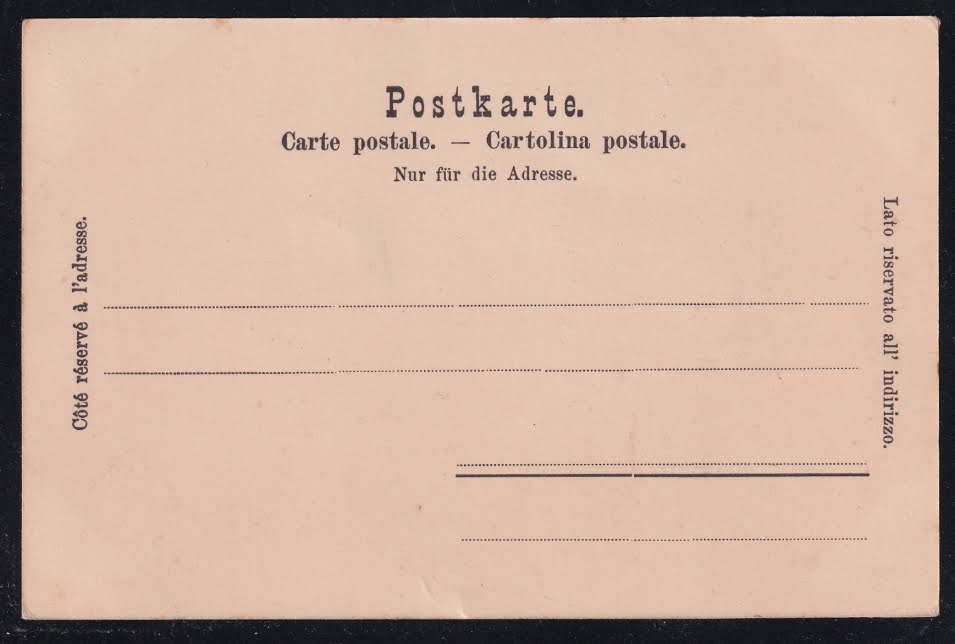 Postkarte.
Carte postale. — Cartolina postale.
Nur für die Adresse.
Côté réservé à l'adresse.
Lato riservato all' indirizzo.